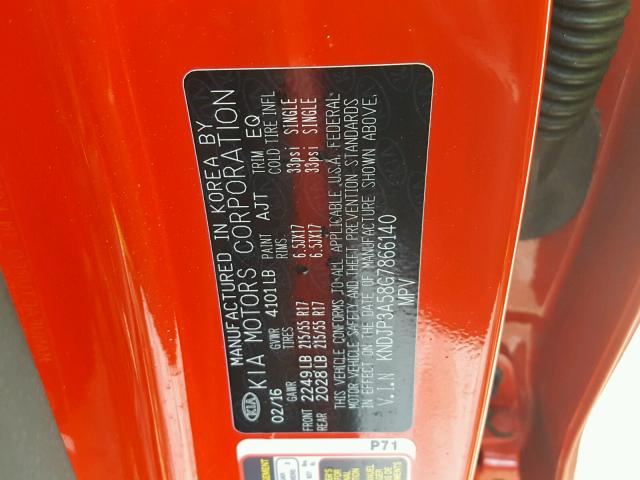 MANUFACTURED IN KOREA BY
KIA KIA MOTORS CORPORATION
02/16 GVWR 4101LB PAINT AJT TRIM EQ
GAWR TIRES RIMS COLD TIRE INFL
FRONT 2249LB 215/55 R17 6.5JX17 33psi SINGLE
REAR 2028LB 215/55 R17 6.5JX17 33psi SINGLE
THIS VEHICLE CONFORMS TO ALL APPLICABLE U.S.A FEDERAL
MOTOR VEHICLE SAFETY AND THEFT PREVENTION STANDARDS
IN EFFECT ON THE DATE OF MANUFACTURE SHOWN ABOVE.
V.I.N KNDJP3A58G7866140
MPV
P71